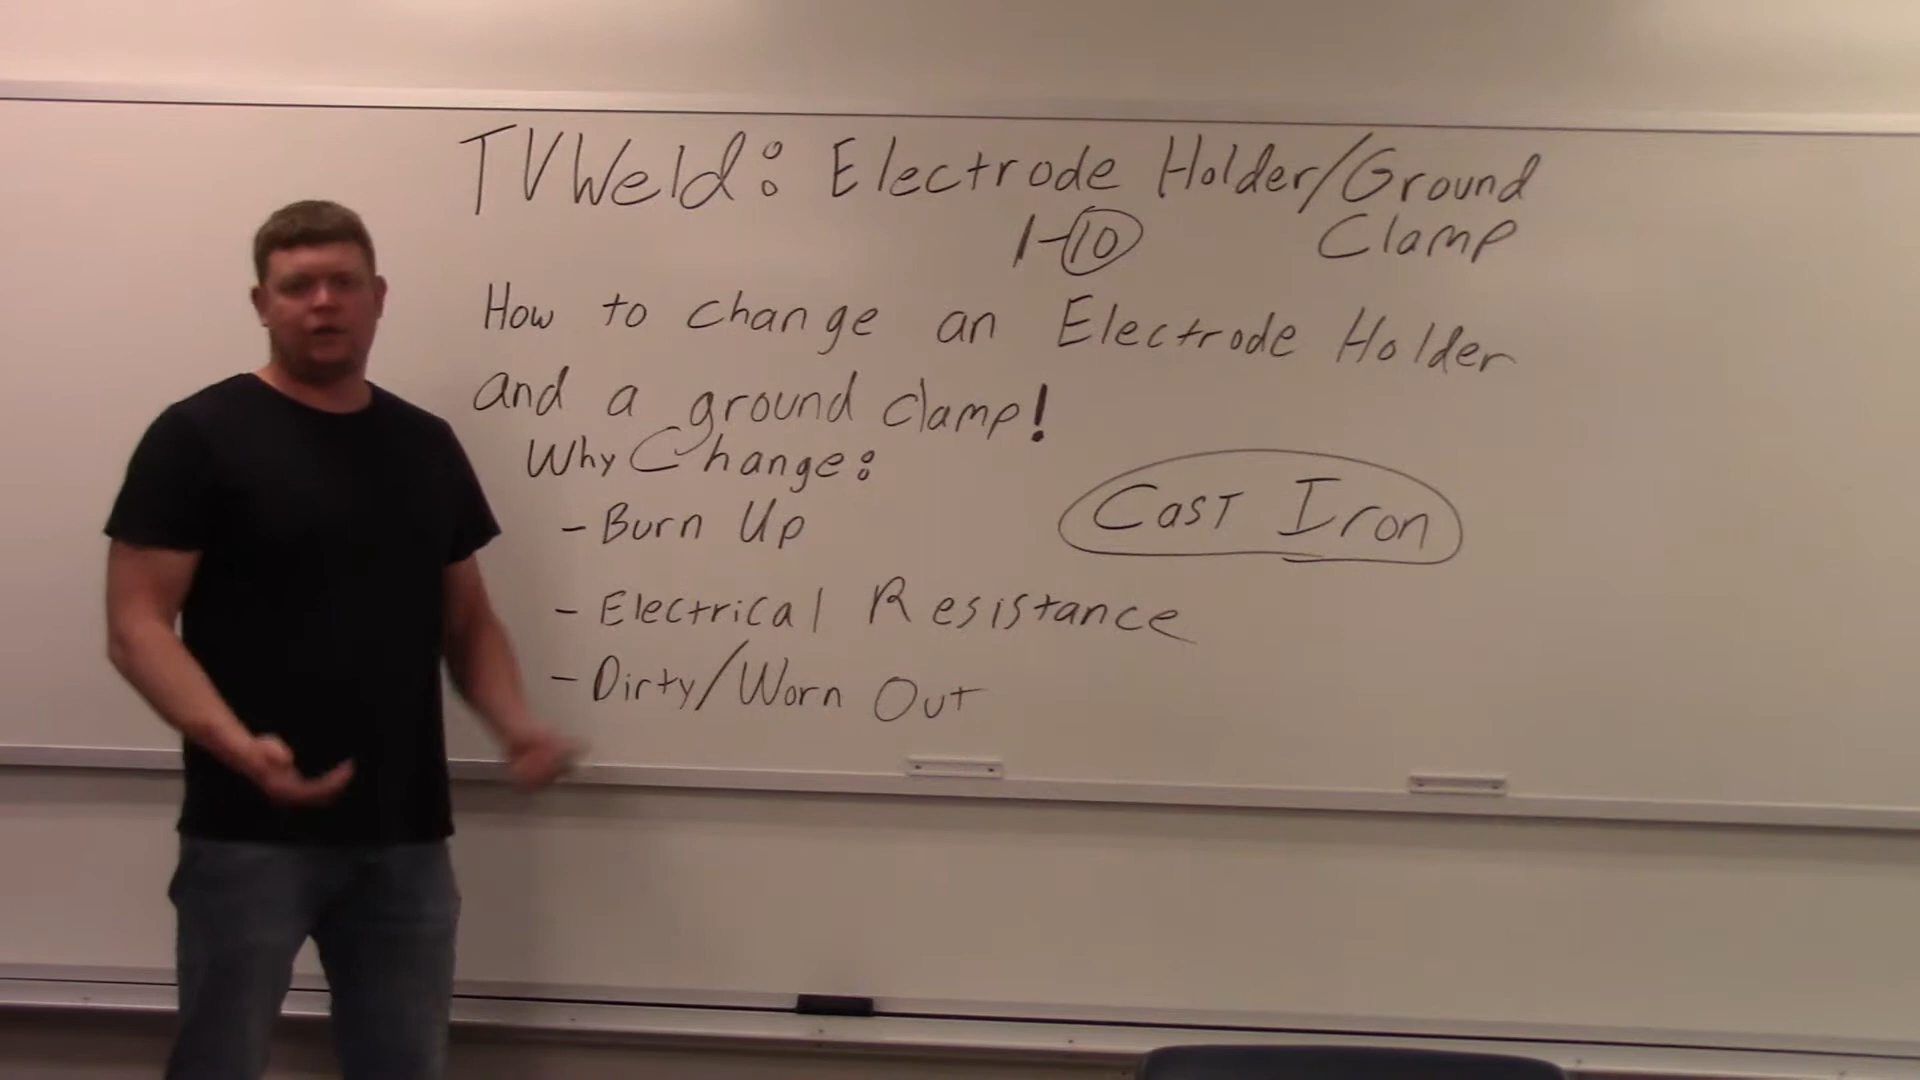 TVWeld: Electrode Holder/Ground
1-10 Clamp
How to change an Electrode Holder
and a ground clamp!
Why Change:
- Burn Up
Cast Iron
- Electrical Resistance
- Dirty/Worn Out